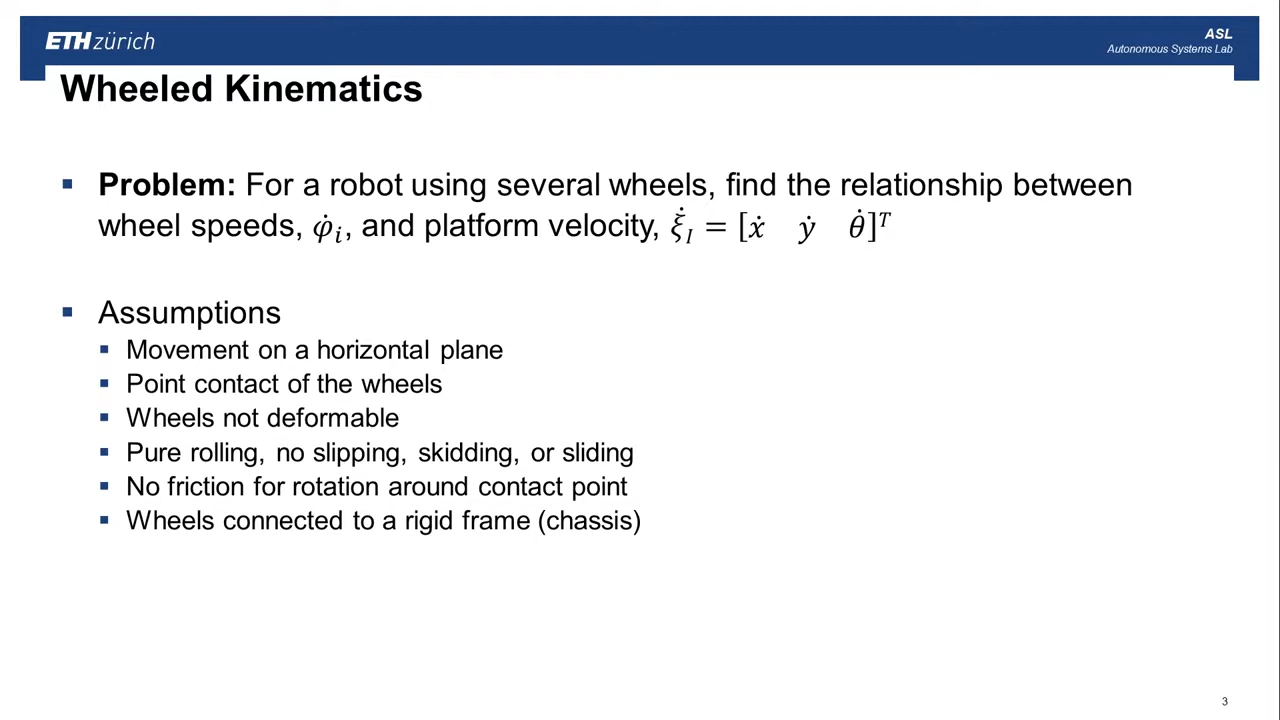 ETH zürich
ASL
Autonomous Systems Lab
Wheeled Kinematics
▪ Problem: For a robot using several wheels, find the relationship between
wheel speeds, φ̇ᵢ, and platform velocity, ξ̇_I = [ẋ ẏ θ̇]ᵀ
▪ Assumptions
▪ Movement on a horizontal plane
▪ Point contact of the wheels
▪ Wheels not deformable
▪ Pure rolling, no slipping, skidding, or sliding
▪ No friction for rotation around contact point
▪ Wheels connected to a rigid frame (chassis)
3